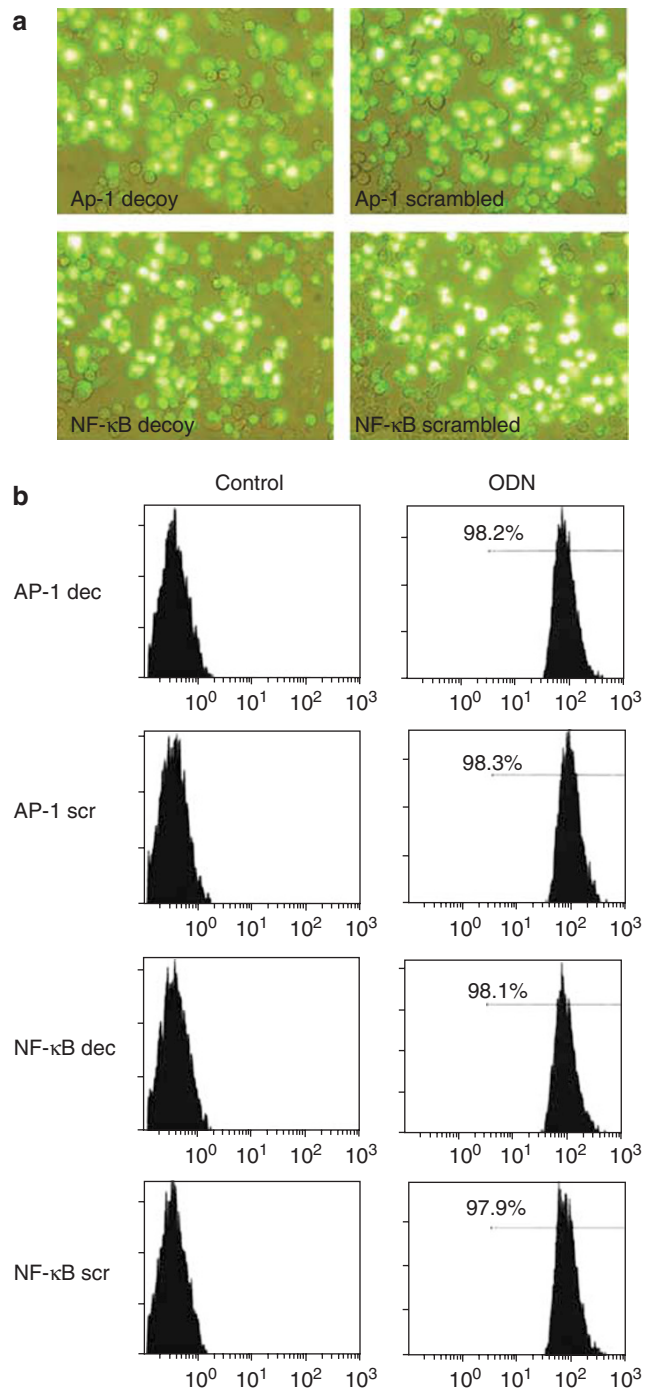 a
Ap-1 decoy
Ap-1 scrambled
NF-κB decoy
NF-κB scrambled
b
Control
ODN
AP-1 dec
98.2%
10⁰ 10¹ 10² 10³
10⁰ 10¹ 10² 10³
AP-1 scr
98.3%
10⁰ 10¹ 10² 10³
10⁰ 10¹ 10² 10³
NF-κB dec
98.1%
10⁰ 10¹ 10² 10³
10⁰ 10¹ 10² 10³
NF-κB scr
97.9%
10⁰ 10¹ 10² 10³
10⁰ 10¹ 10² 10³